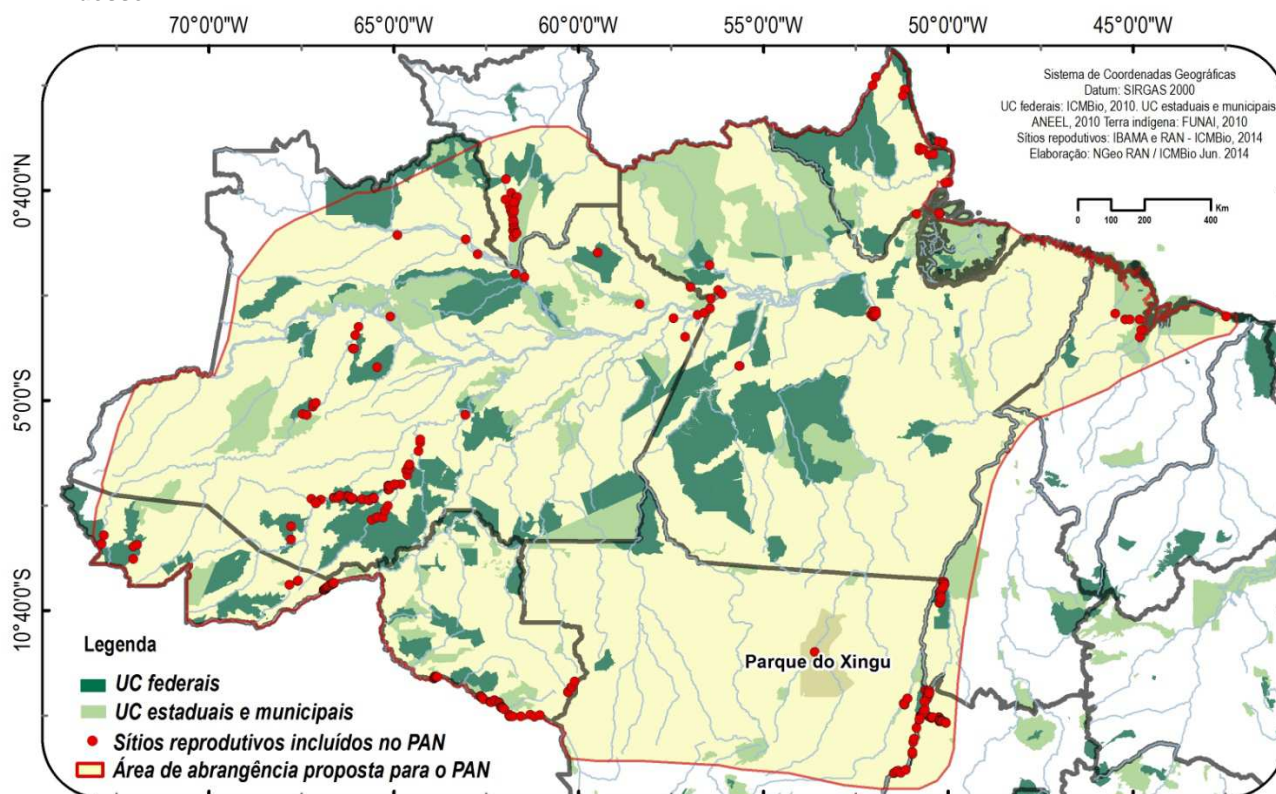 70°0'0"W 65°0'0"W 60°0'0"W 55°0'0"W 50°0'0"W 45°0'0"W
Sistema de Coordenadas Geográficas
Datum: SIRGAS 2000
UC federais: ICMBio, 2010. UC estaduais e municipais
ANEEL, 2010 Terra indígena: FUNAI, 2010
Sítios reprodutivos: IBAMA e RAN - ICMBio, 2014
Elaboração: NGeo RAN / ICMBio Jun. 2014
0°40'0"N
Km
0 100 200 400
5°0'0"S
10°40'0"S
Parque do Xingu
Legenda
UC federais
UC estaduais e municipais
Sítios reprodutivos incluídos no PAN
Área de abrangência proposta para o PAN